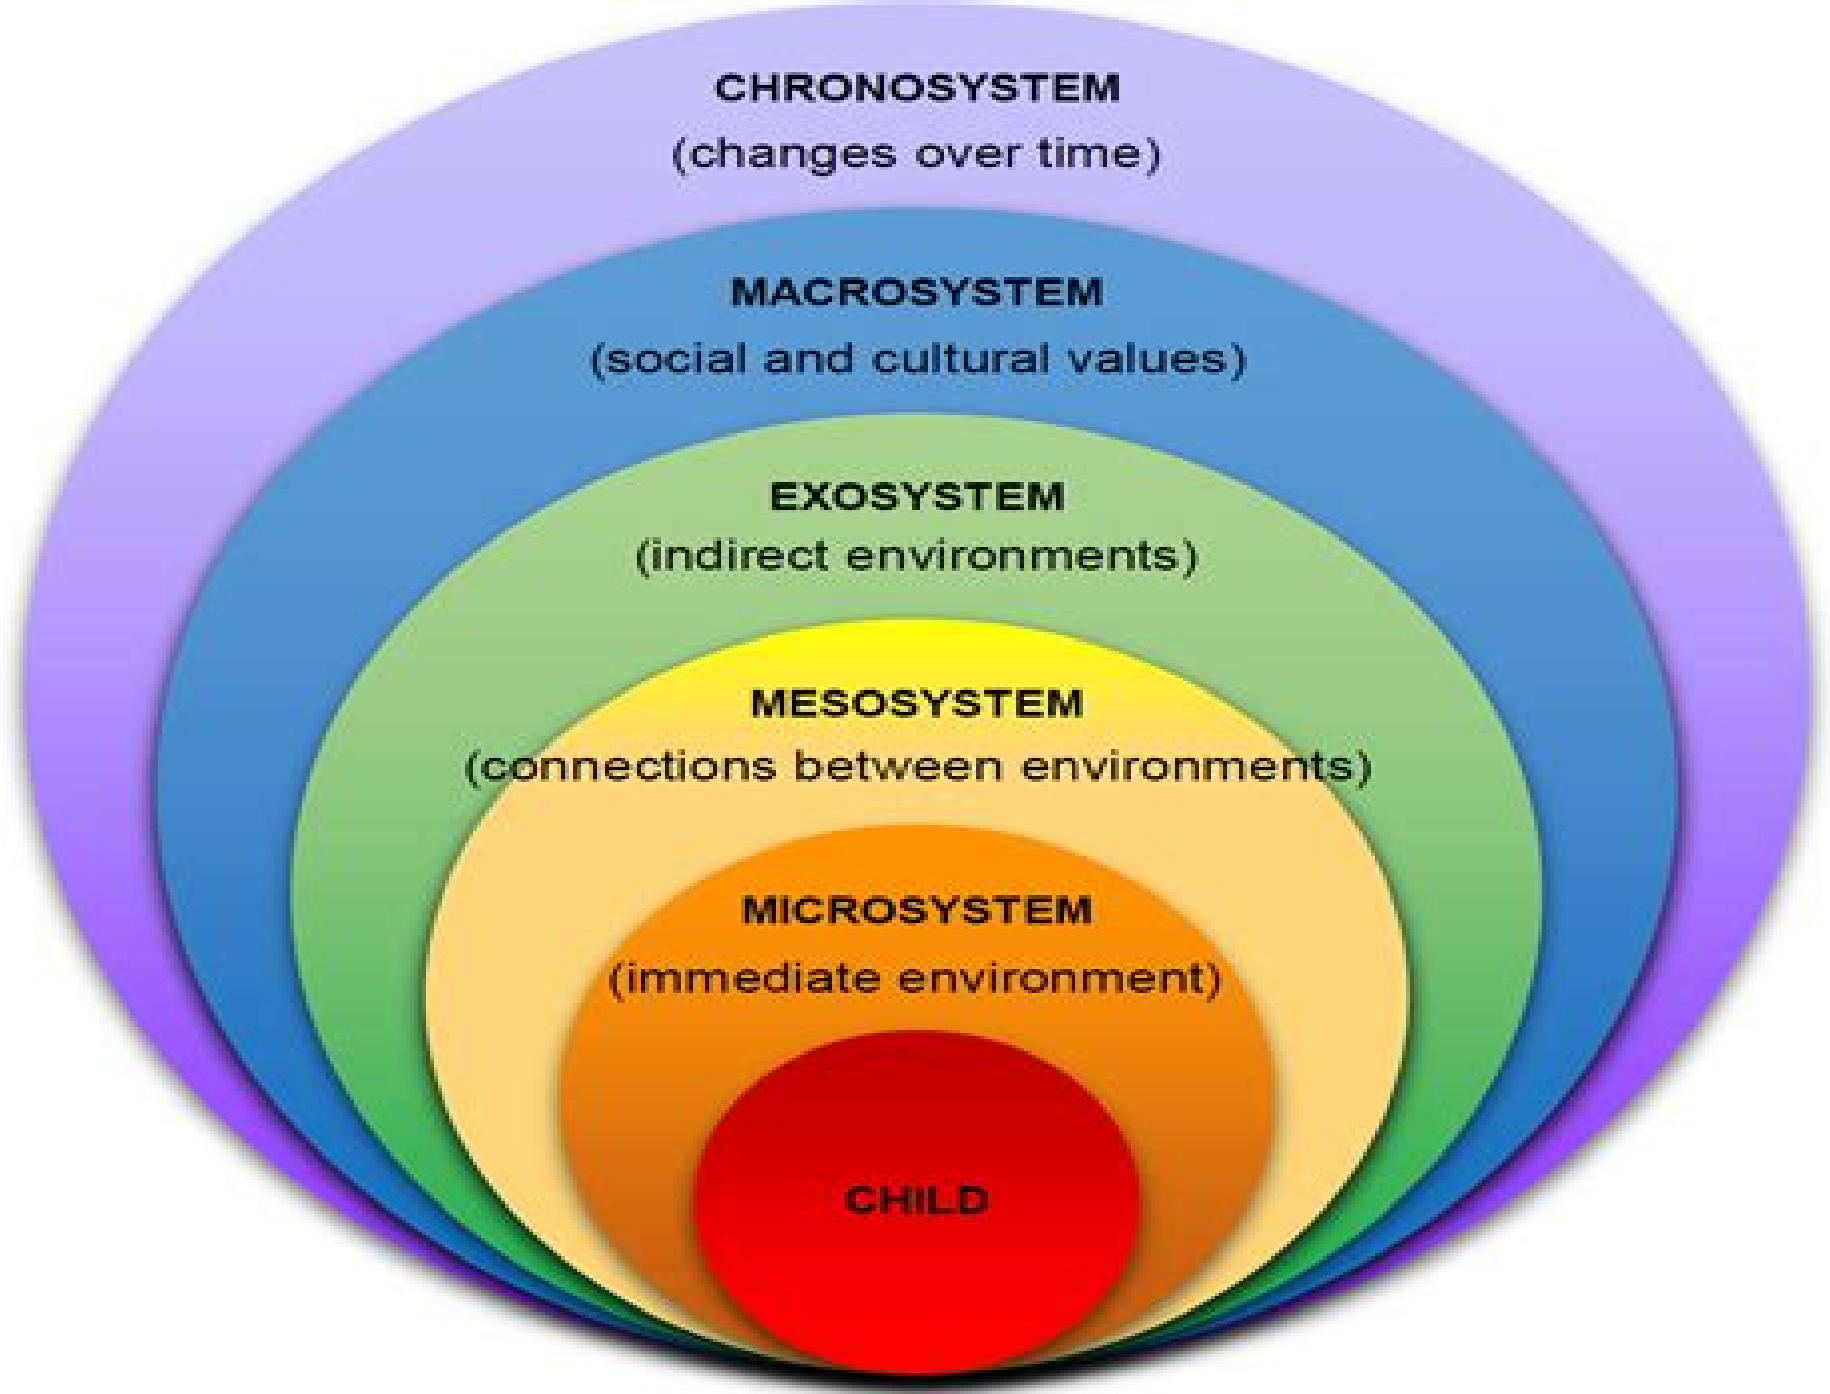 CHRONOSYSTEM
(changes over time)
MACROSYSTEM
(social and cultural values)
EXOSYSTEM
(indirect environments)
MESOSYSTEM
(connections between environments)
MICROSYSTEM
(immediate environment)
CHILD